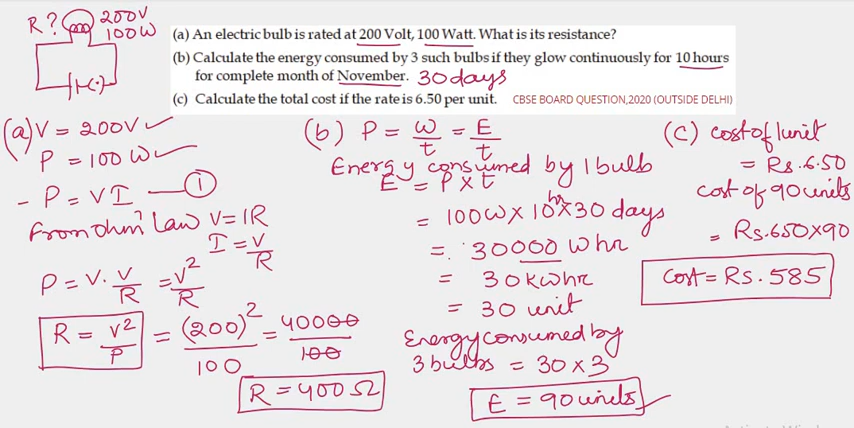 R?
200V
100W
(a) An electric bulb is rated at 200 Volt, 100 Watt. What is its resistance?
(b) Calculate the energy consumed by 3 such bulbs if they glow continuously for 10 hours
for complete month of November. 30 days
(c) Calculate the total cost if the rate is 6.50 per unit. CBSE BOARD QUESTION,2020 (OUTSIDE DELHI)
(a) V = 200V
P = 100 W
- P = VI — 1
From ohm' law V = IR
I = V/R
P = V. V/R = V²/R
R = V²/P = (200)²/100 = 40000/100
R = 400 Ω
(b) P = W/t = E/t
Energy consumed by 1 bulb
E = P x t
= 100W x 10hr x 30 days
= 30000 W hr
= 30 kwhr
= 30 unit
Energy consumed by
3 bulbs = 30 x 3
E = 90 units
(C) cost of 1 unit
= Rs. 6.50
cost of 90 units
= Rs. 650 x 90
Cost = Rs. 585